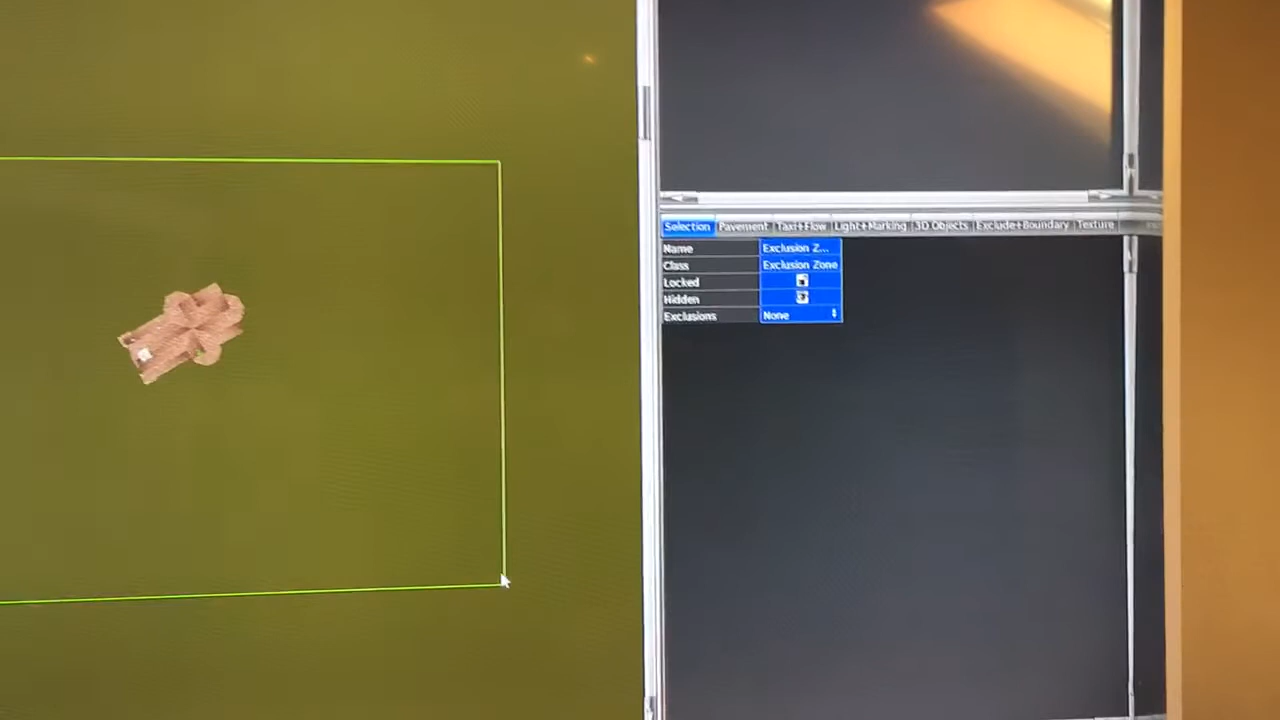 Selection Pavement Taxi+Flow Light+Marking 3D Objects Exclude+Boundary Texture
Name Exclusion Z...
Class Exclusion Zone
Locked
Hidden
Exclusions None